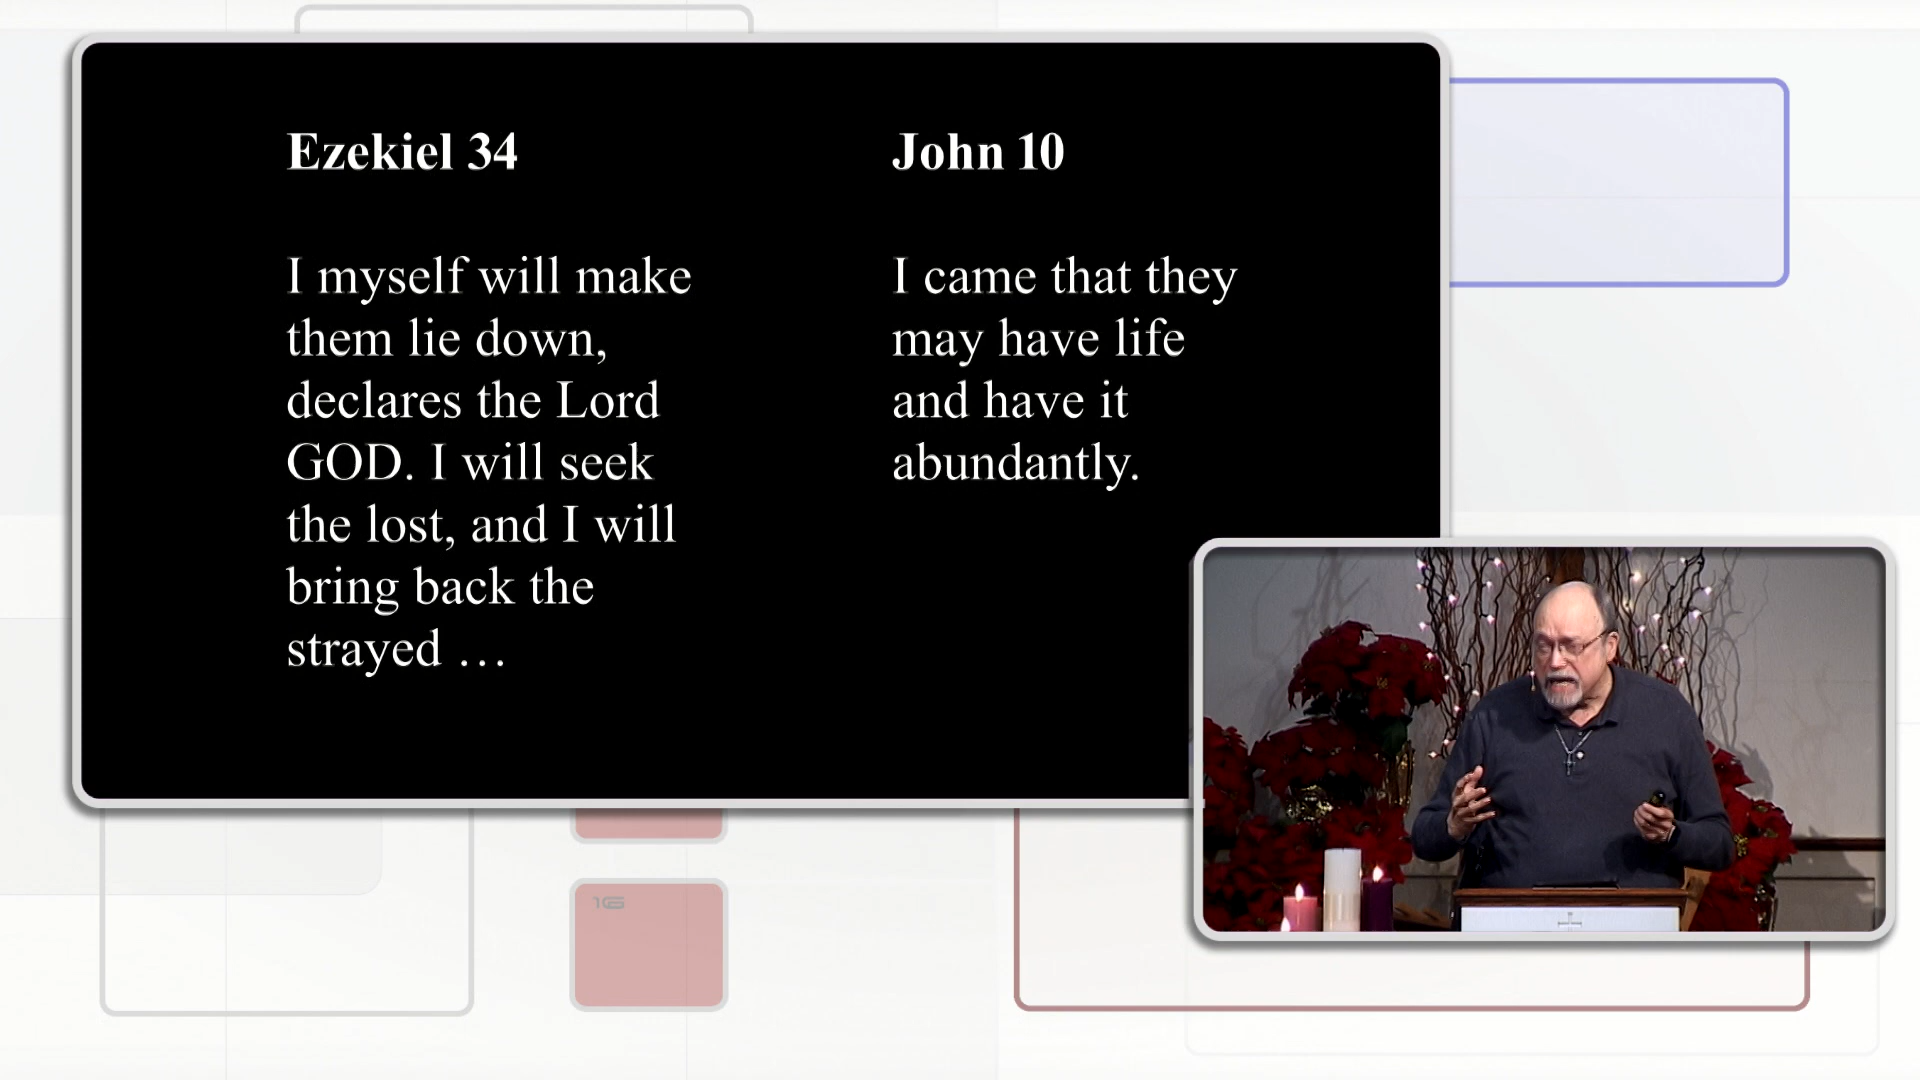 Ezekiel 34
I myself will make
them lie down,
declares the Lord
GOD. I will seek
the lost, and I will
bring back the
strayed …
John 10
I came that they
may have life
and have it
abundantly.
16